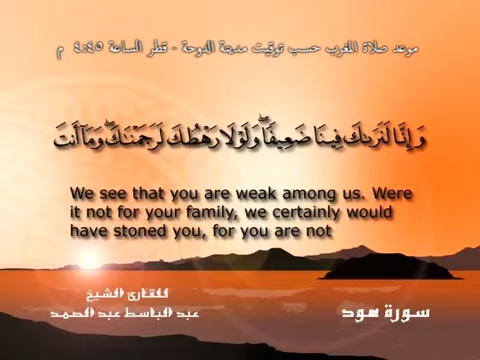 موعد صلاة المغرب حسب توقيت مدينة الدوحة - قطر الساعة ٤:٤٥ م
وَإِنَّا لَنَرَىٰكَ فِينَا ضَعِيفًا ۖ وَلَوْلَا رَهْطُكَ لَرَجَمْنَٰكَ ۖ وَمَآ أَنتَ
We see that you are weak among us. Were
it not for your family, we certainly would
have stoned you, for you are not
للقارئ الشيخ
عبد الباسط عبد الصمد
سورة هود